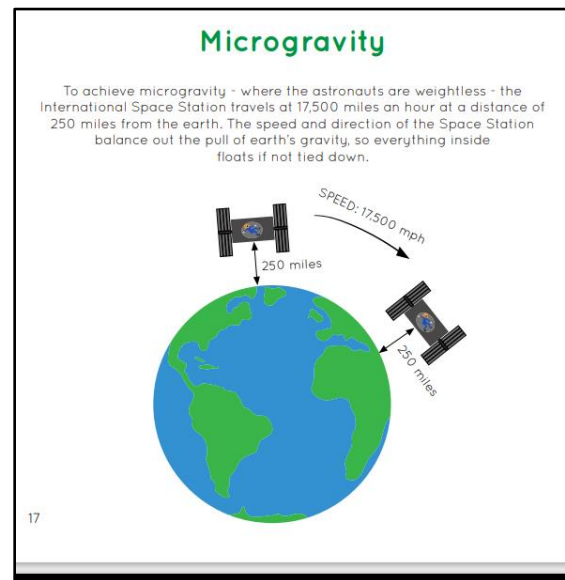 Microgravity
To achieve microgravity - where the astronauts are weightless - the
International Space Station travels at 17,500 miles an hour at a distance of
250 miles from the earth. The speed and direction of the Space Station
balance out the pull of earth's gravity, so everything inside
floats if not tied down.
SPEED: 17,500 mph
250 miles
250 miles
17